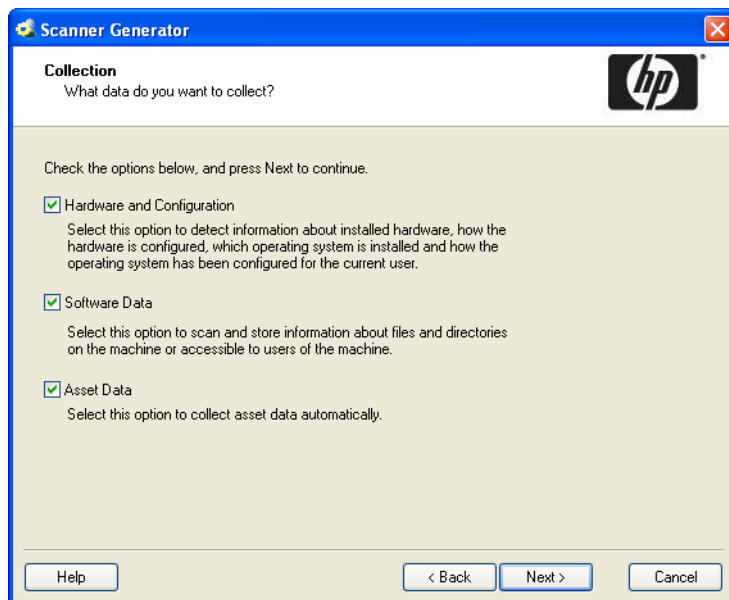 Scanner Generator
Collection
What data do you want to collect?
hp
Check the options below, and press Next to continue.
Hardware and Configuration
Select this option to detect information about installed hardware, how the
hardware is configured, which operating system is installed and how the
operating system has been configured for the current user.
Software Data
Select this option to scan and store information about files and directories
on the machine or accessible to users of the machine.
Asset Data
Select this option to collect asset data automatically.
Help
< Back
Next >
Cancel